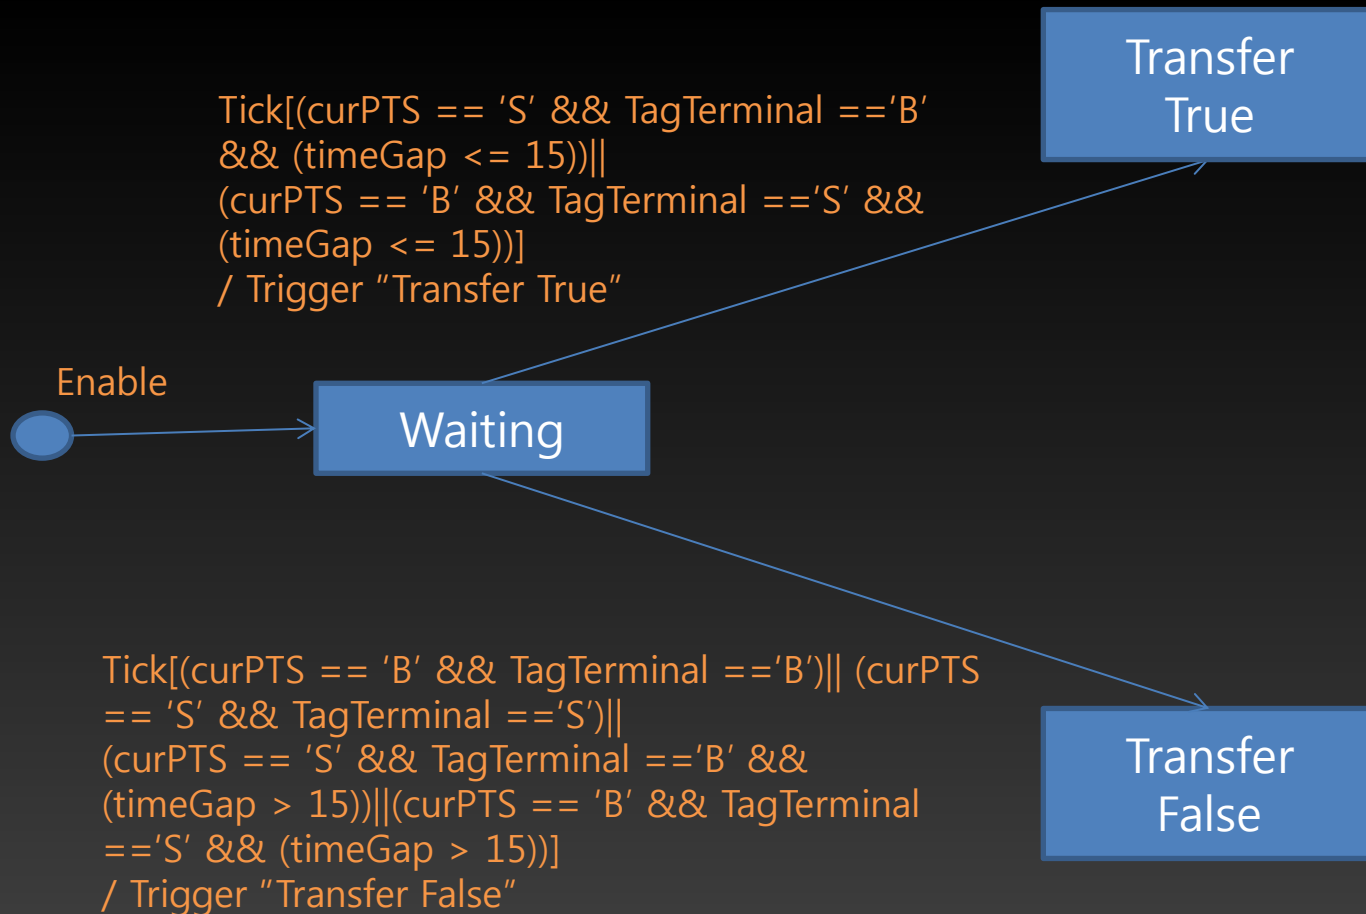 Transfer
True
Tick[(curPTS == ‘S’ && TagTerminal ==‘B’
&& (timeGap <= 15))||
(curPTS == ‘B’ && TagTerminal ==‘S’ &&
(timeGap <= 15))]
/ Trigger “Transfer True”
Enable
Waiting
Tick[(curPTS == ‘B’ && TagTerminal ==‘B’)|| (curPTS
== ‘S’ && TagTerminal ==‘S’)||
(curPTS == ‘S’ && TagTerminal ==‘B’ &&
(timeGap > 15))||(curPTS == ‘B’ && TagTerminal
==‘S’ && (timeGap > 15))]
/ Trigger “Transfer False”
Transfer
False